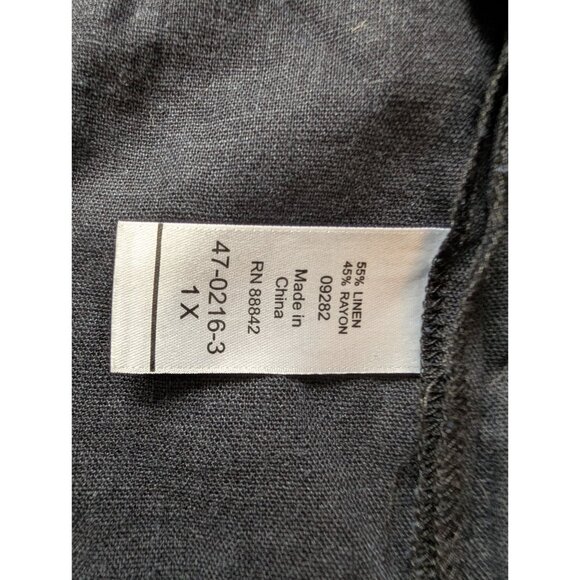 55% LINEN
45% RAYON
09282
Made in
China
RN 88842
47-0216-3
1X